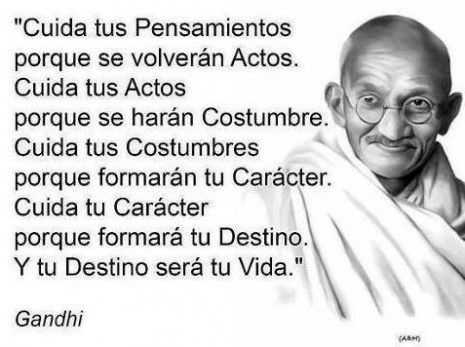 "Cuida tus Pensamientos
porque se volverán Actos.
Cuida tus Actos
porque se harán Costumbre.
Cuida tus Costumbres
porque formarán tu Carácter.
Cuida tu Carácter
porque formará tu Destino.
Y tu Destino será tu Vida."
Gandhi
(A&M)